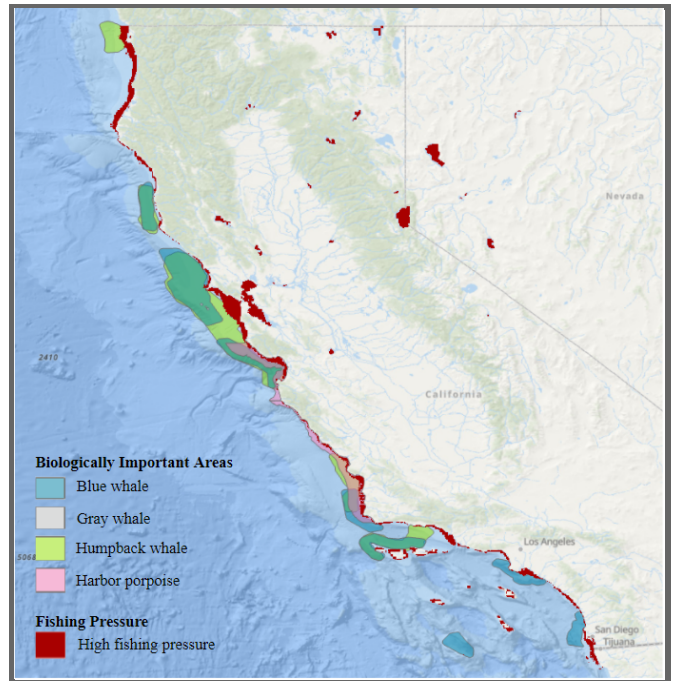 Nevada
2410
California
Biologically Important Areas
Blue whale
Gray whale
Humpback whale
Harbor porpoise
5068
Los Angeles
Fishing Pressure
High fishing pressure
San Diego
Tijuana